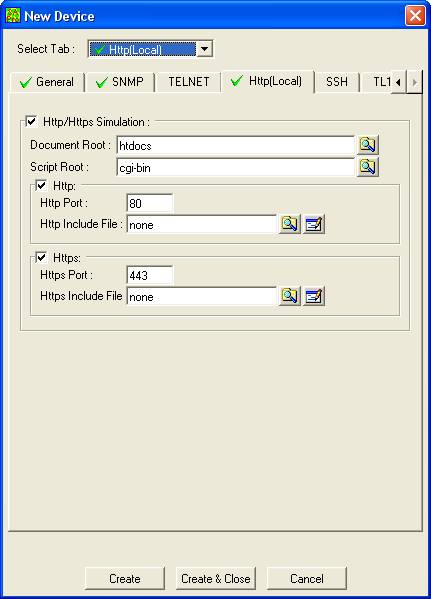 New Device
Select Tab : Http(Local)
General SNMP TELNET Http(Local) SSH TL1
Http/Https Simulation :
Document Root : htdocs
Script Root : cgi-bin
Http:
Http Port : 80
Http Include File : none
Https:
Https Port : 443
Https Include File none
Create Create & Close Cancel